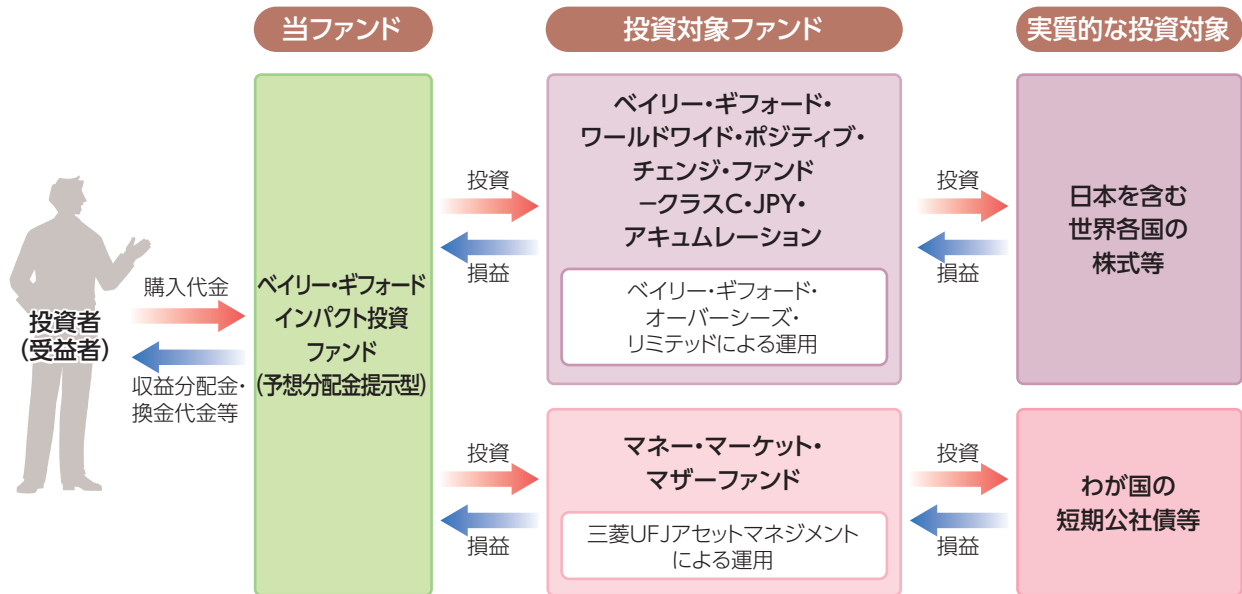 当ファンド
投資対象ファンド
実質的な投資対象
投資者
(受益者)
購入代金
収益分配金・
換金代金等
ベイリー・ギフォード
インパクト投資
ファンド
(予想分配金提示型)
投資
損益
ベイリー・ギフォード・
ワールドワイド・ポジティブ・
チェンジ・ファンド
－クラスC・JPY・
アキュムレーション
ベイリー・ギフォード・
オーバーシーズ・
リミテッドによる運用
投資
損益
日本を含む
世界各国の
株式等
投資
損益
マネー・マーケット・
マザーファンド
三菱UFJアセットマネジメント
による運用
投資
損益
わが国の
短期公社債等